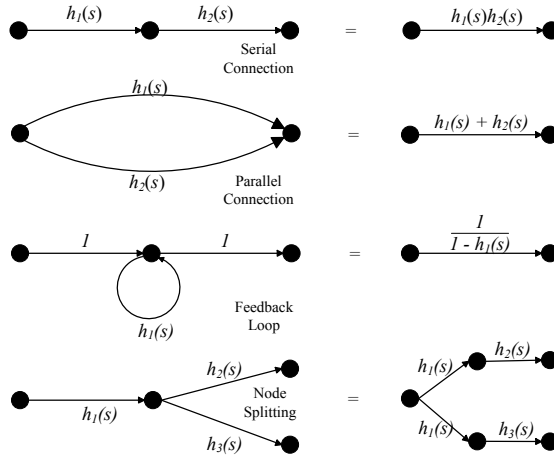 h₁(s) h₂(s) = h₁(s)h₂(s)
Serial
Connection
h₁(s)
= h₁(s) + h₂(s)
h₂(s)
Parallel
Connection
1 1 = 1 / 1 - h₁(s)
h₁(s)
Feedback
Loop
h₁(s) h₂(s)
h₃(s)
Node
Splitting
=
h₁(s) h₂(s)
h₁(s) h₃(s)